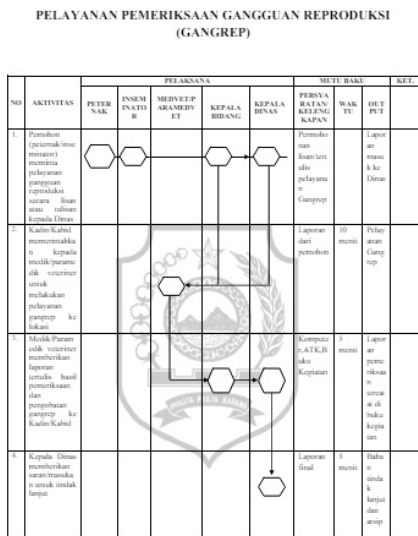 PELAYANAN PEMERIKSAAN GANGGUAN REPRODUKSI
(GANGREP)
PELAKSANA
MUTU BAKU
KET.
NO
AKTIVITAS
PETER
NAK
INSEM
INATO
R
MEDVET/P
ARAMEDV
ET
KEPALA
BIDANG
KEPALA
DINAS
PERSYA
RATAN/
KELENG
KAPAN
WAK
TU
OUT
PUT
1.
Pemohon
(peternak/inse
minator)
meminta
pelayanan
gangguan
reproduksi
secara lisan
atau tulisan
kepada Dinas
Permoho
nan
lisan/tert
ulis
pelayana
n
Gangrep
Lapor
an
masu
k ke
Dinas
2.
Kadin/Kabid
memerintahka
n kepada
medik/parame
dik veteriner
untuk
melakukan
pelayanan
gangrep ke
lokasi
Laporan
dari
pemohon
10
menit
Pelay
anan
Gang
rep
3.
Medik/Param
edik veteriner
memberikan
laporan
tertulis hasil
pemeriksaan
dan
pengobatan
gangrep ke
Kadin/Kabid
Kompute
r,ATK,B
uku
Kegiatan
5
menit
Lapor
an
peme
riksaa
n
tercat
at di
buku
kegia
tan
4.
Kepala Dinas
memberikan
saran/masuka
n untuk tindak
lanjut
Laporan
final
5
menit
Baha
n
tinda
k
lanjut
dan
arsip